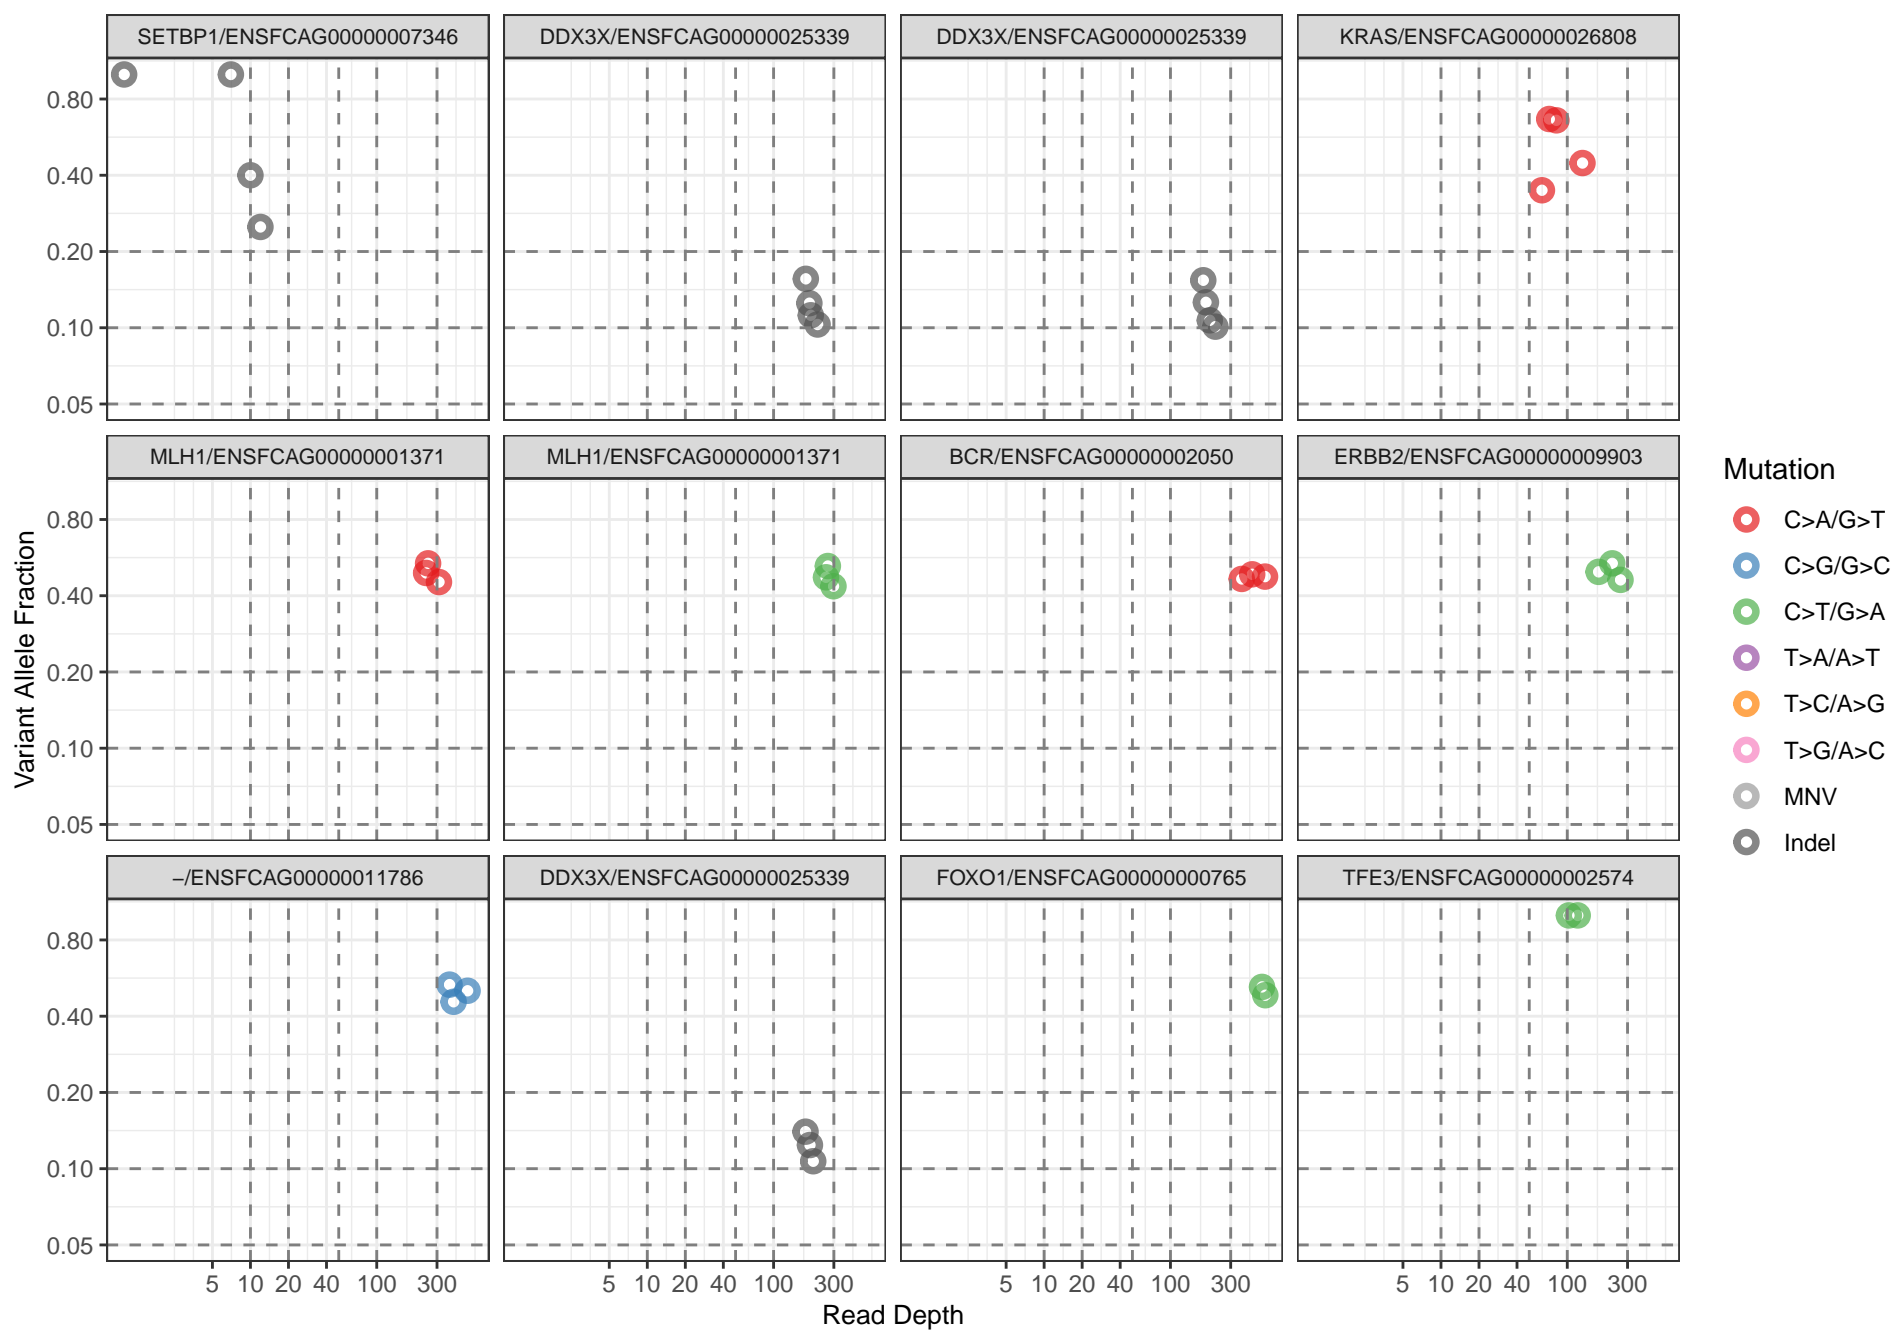 SETBP1/ENSFCAG00000007346
DDX3X/ENSFCAG00000025339
DDX3X/ENSFCAG00000025339
KRAS/ENSFCAG00000026808
0.80
0.40
0.20
0.10
0.05
MLH1/ENSFCAG00000001371
MLH1/ENSFCAG00000001371
BCR/ENSFCAG00000002050
ERBB2/ENSFCAG00000009903
0.80
0.40
0.20
0.10
0.05
Variant Allele Fraction
–/ENSFCAG00000011786
DDX3X/ENSFCAG00000025339
FOXO1/ENSFCAG00000000765
TFE3/ENSFCAG00000002574
0.80
0.40
0.20
0.10
0.05
5 10 20 40 100 300
5 10 20 40 100 300
5 10 20 40 100 300
5 10 20 40 100 300
Read Depth
Mutation
C>A/G>T
C>G/G>C
C>T/G>A
T>A/A>T
T>C/A>G
T>G/A>C
MNV
Indel